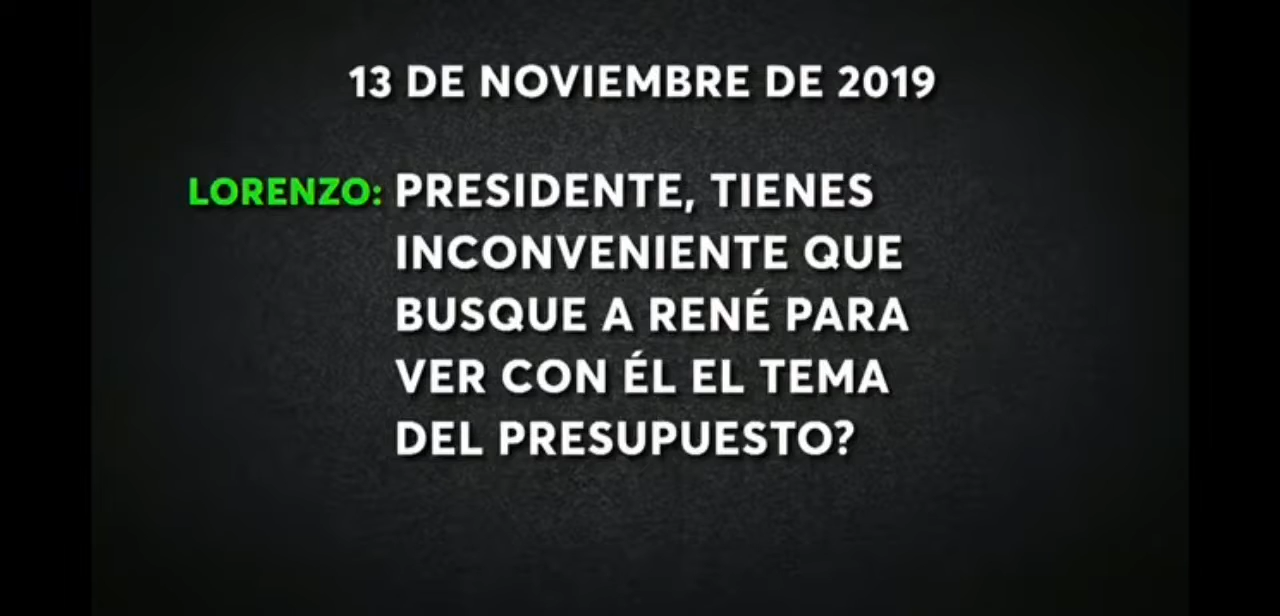 13 DE NOVIEMBRE DE 2019
LORENZO: PRESIDENTE, TIENES
INCONVENIENTE QUE
BUSQUE A RENÉ PARA
VER CON ÉL EL TEMA
DEL PRESUPUESTO?